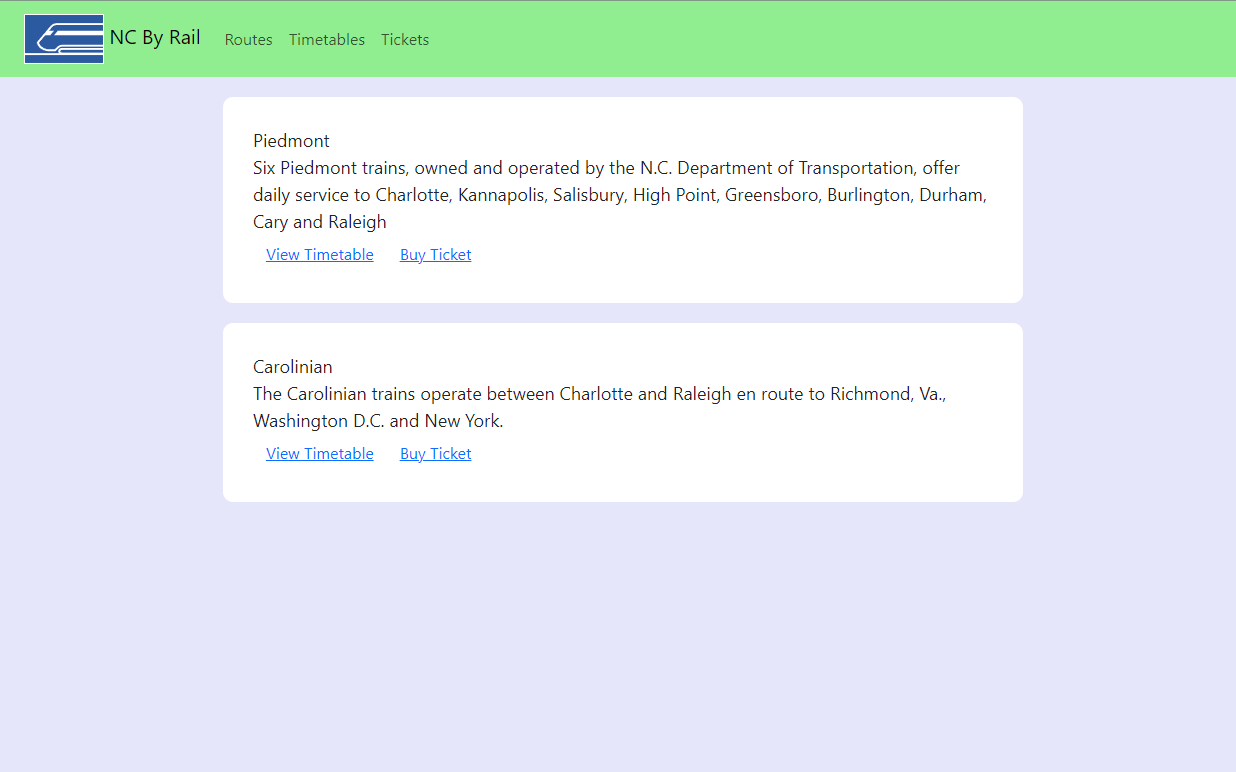 NC By Rail Routes Timetables Tickets
Piedmont
Six Piedmont trains, owned and operated by the N.C. Department of Transportation, offer
daily service to Charlotte, Kannapolis, Salisbury, High Point, Greensboro, Burlington, Durham,
Cary and Raleigh
View Timetable Buy Ticket
Carolinian
The Carolinian trains operate between Charlotte and Raleigh en route to Richmond, Va.,
Washington D.C. and New York.
View Timetable Buy Ticket